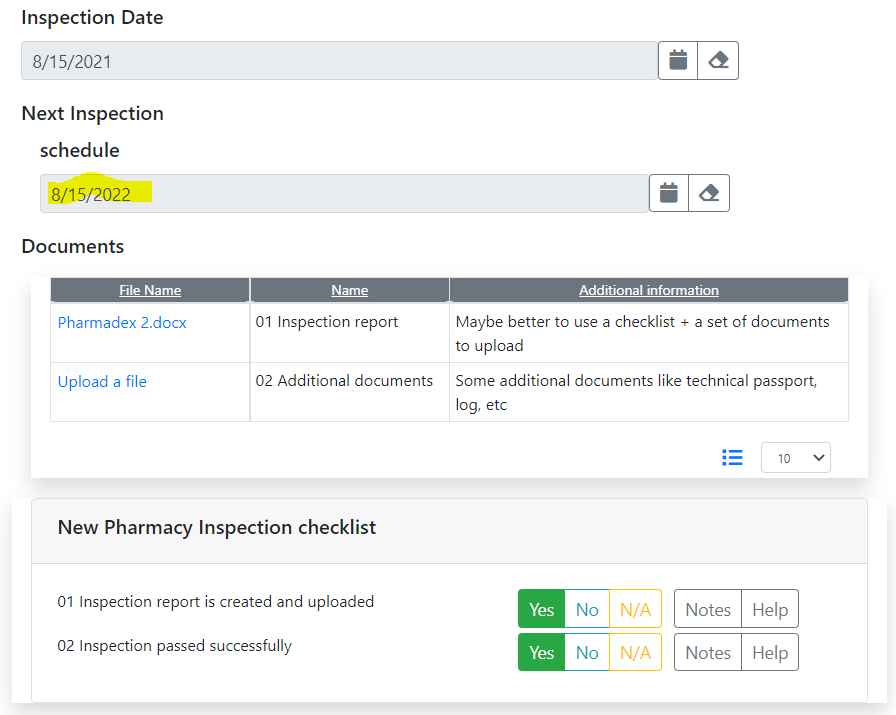 Inspection Date
8/15/2021
Next Inspection
schedule
8/15/2022
Documents
File Name Name Additional information
Pharmadex 2.docx 01 Inspection report Maybe better to use a checklist + a set of documents
to upload
Upload a file 02 Additional documents Some additional documents like technical passport,
log, etc
10
New Pharmacy Inspection checklist
01 Inspection report is created and uploaded Yes No N/A Notes Help
02 Inspection passed successfully Yes No N/A Notes Help